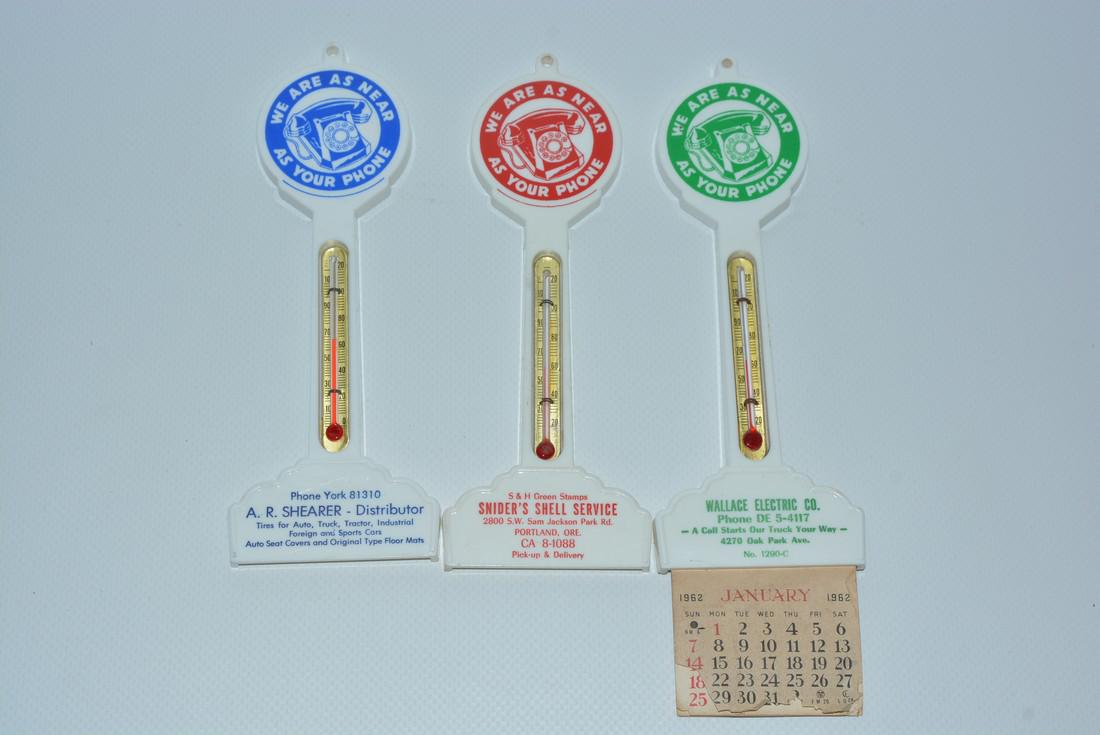 WE ARE AS NEAR
AS YOUR PHONE
Phone York 81310
A. R. SHEARER - Distributor
Tires for Auto, Truck, Tractor, Industrial
Foreign and Sports Cars
Auto Seat Covers and Original Type Floor Mats
WE ARE AS NEAR
AS YOUR PHONE
S & H Green Stamps
SNIDER'S SHELL SERVICE
2800 S.W. Sam Jackson Park Rd.
PORTLAND, ORE.
CA 8-1088
Pick-up & Delivery
WE ARE AS NEAR
AS YOUR PHONE
WALLACE ELECTRIC CO.
Phone DE 5-4117
— A Call Starts Our Truck Your Way —
4270 Oak Park Ave.
No. 1290-C
1962 JANUARY 1962
SUN MON TUE WED THU FRI SAT
1 2 3 4 5 6
7 8 9 10 11 12 13
14 15 16 17 18 19 20
18 22 23 24 25 26 27
25 29 30 31